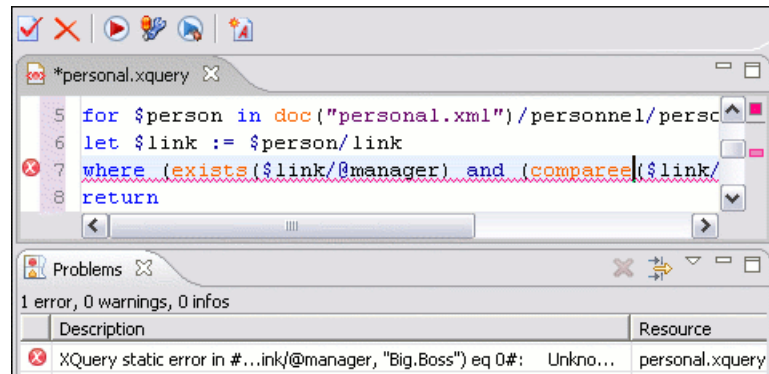 *personal.xquery
5 for $person in doc("personal.xml")/personnel/persc
6 let $link := $person/link
7 where (exists($link/@manager) and (comparee($link/
8 return
Problems
1 error, 0 warnings, 0 infos
Description Resource
XQuery static error in #...ink/@manager, "Big.Boss") eq 0#: Unkno... personal.xquery